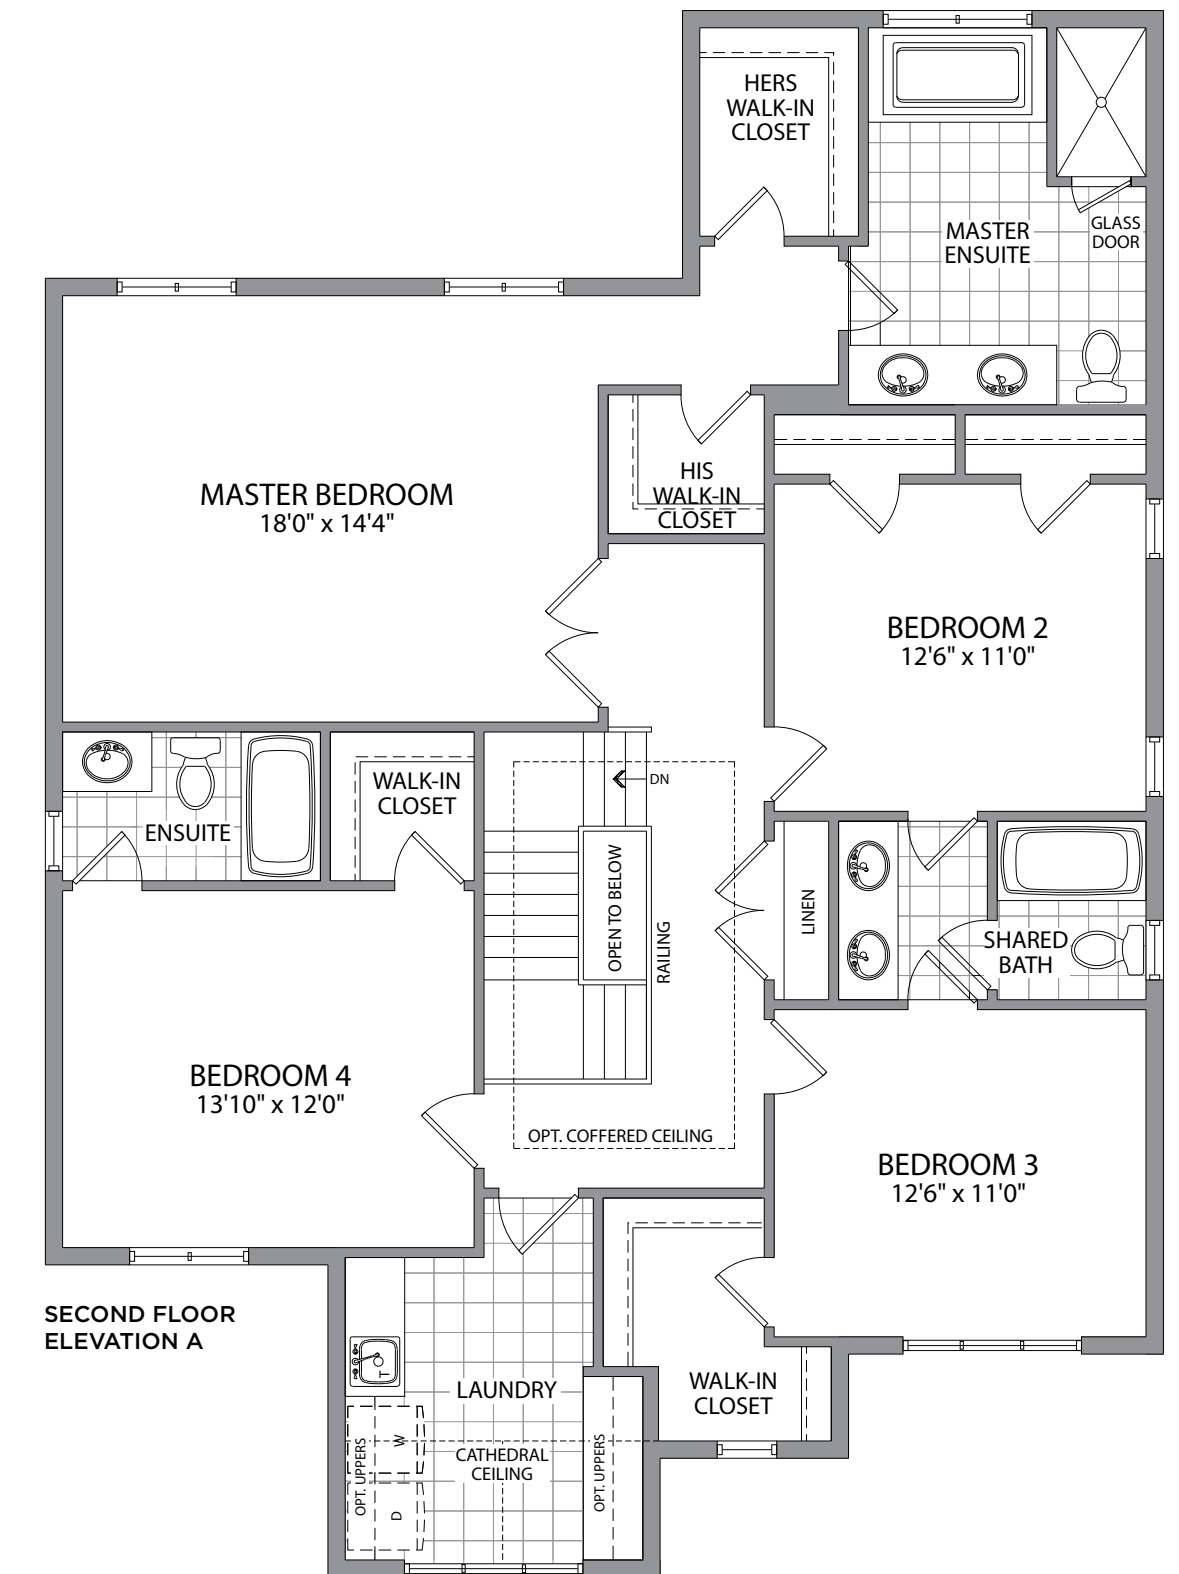 HERS
WALK-IN
CLOSET
MASTER
ENSUITE
GLASS
DOOR
HIS
WALK-IN
CLOSET
MASTER BEDROOM
18'0" x 14'4"
BEDROOM 2
12'6" x 11'0"
DN
WALK-IN
CLOSET
ENSUITE
OPEN TO BELOW
RAILING
LINEN
SHARED
BATH
BEDROOM 4
13'10" x 12'0"
OPT. COFFERED CEILING
BEDROOM 3
12'6" x 11'0"
SECOND FLOOR
ELEVATION A
T
LAUNDRY
WALK-IN
CLOSET
OPT. UPPERS
W
D
CATHEDRAL
CEILING
OPT. UPPERS